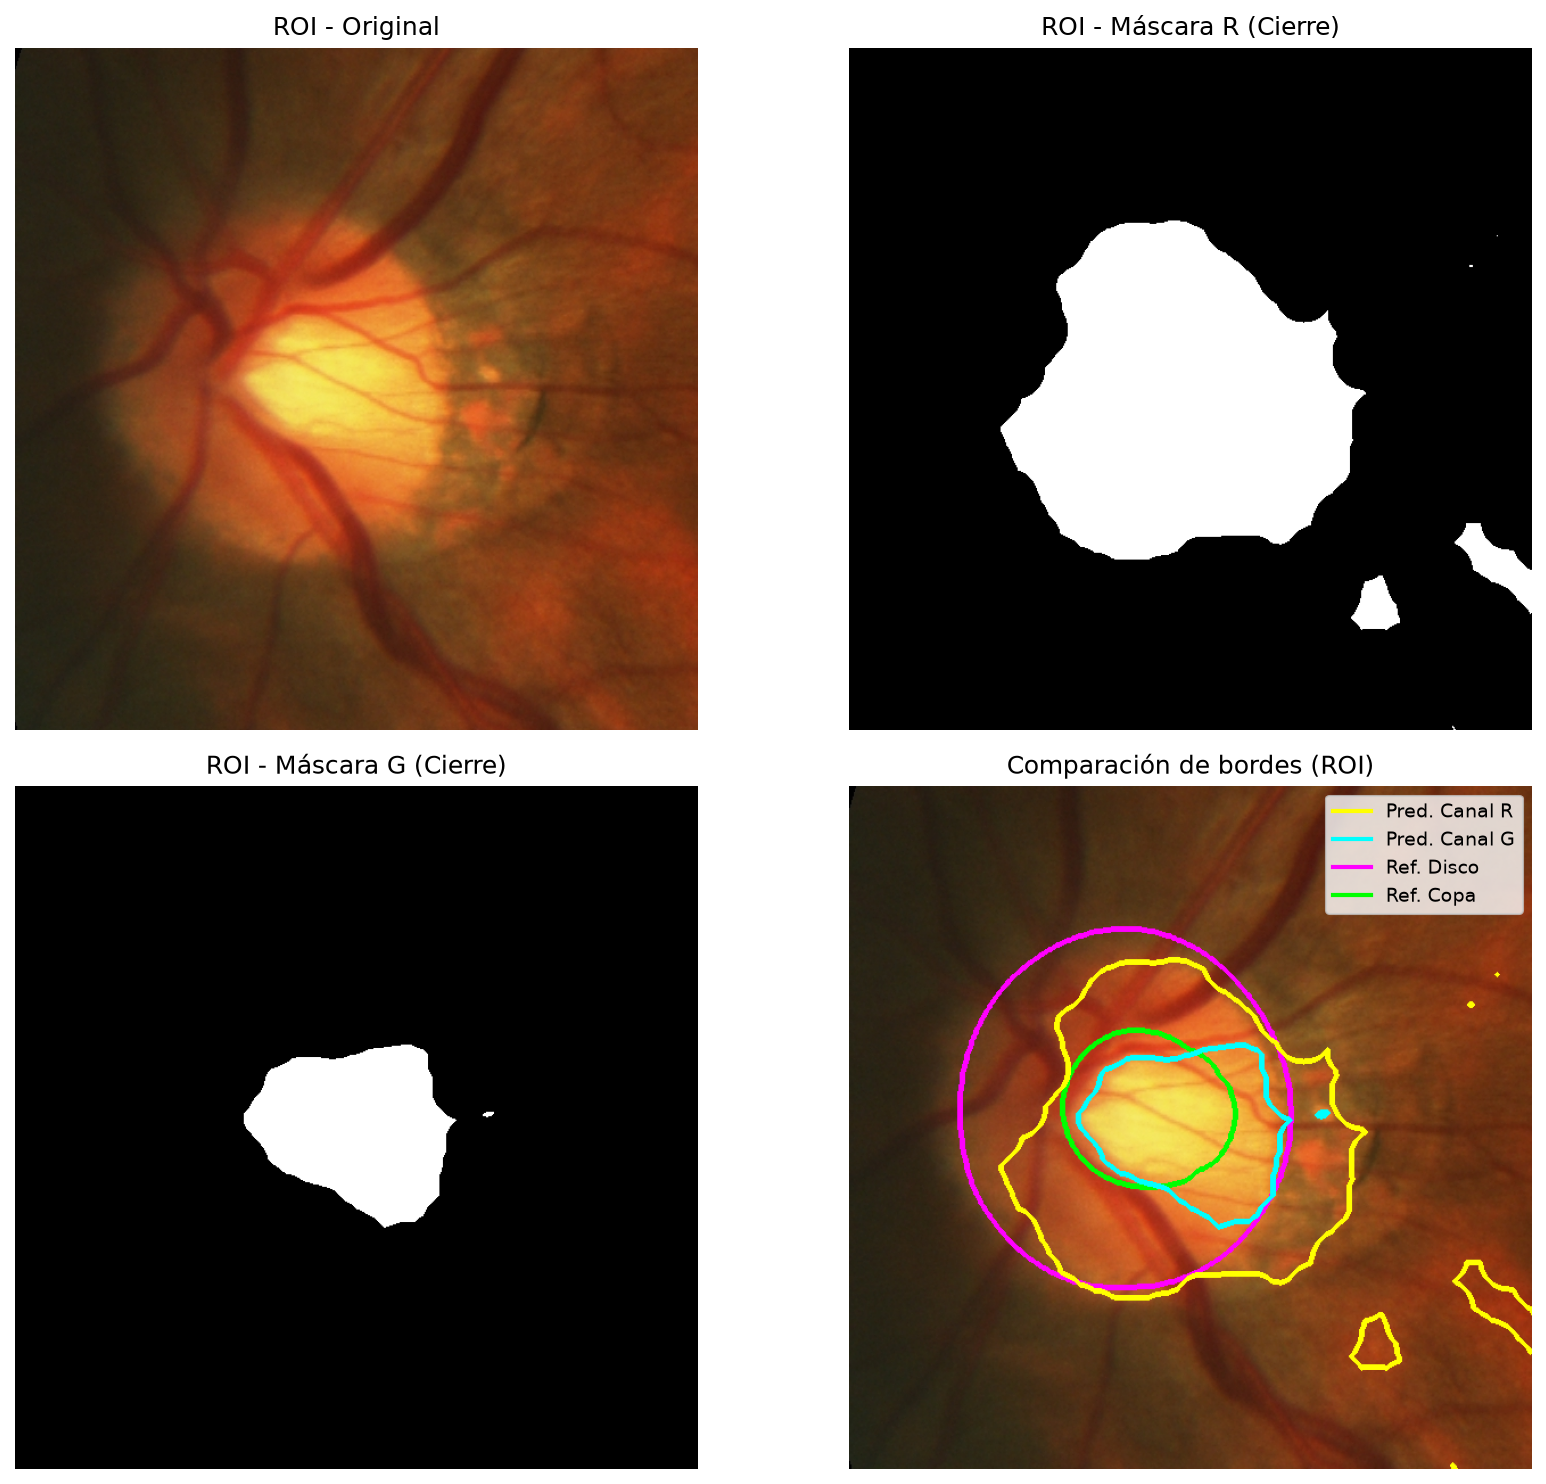 ROI - Original
ROI - Máscara R (Cierre)
ROI - Máscara G (Cierre)
Comparación de bordes (ROI)
Pred. Canal R
Pred. Canal G
Ref. Disco
Ref. Copa